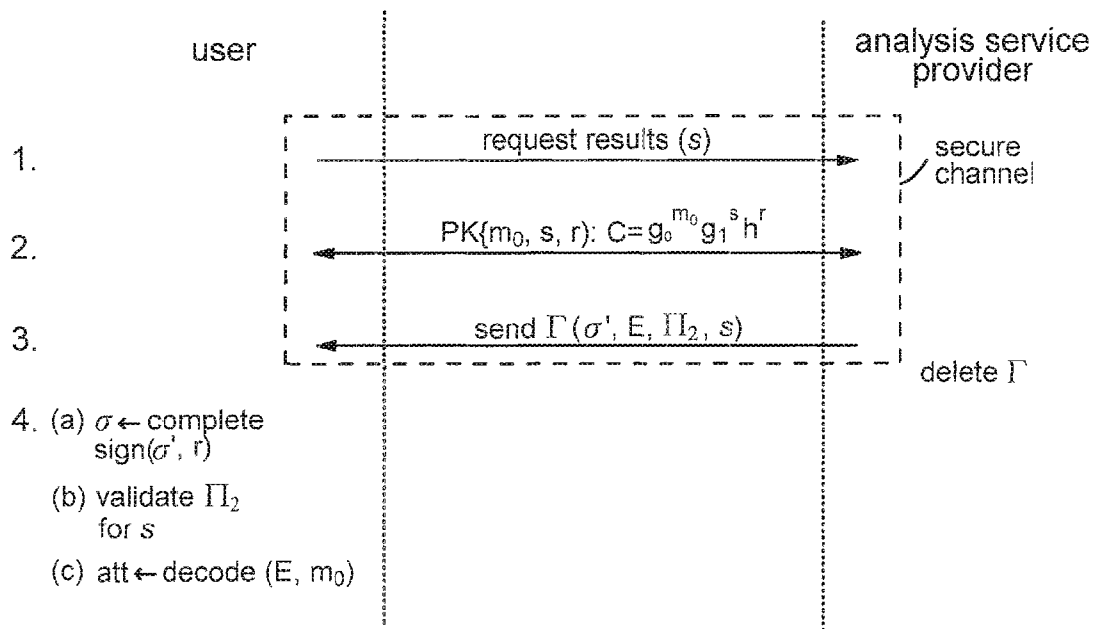 user
analysis service
provider
1.
request results (s)
secure
channel
2.
PK{m₀, s, r): C=g₀^m₀ g₁^s h^r
3.
send Γ (σ', E, Π₂, s)
delete Γ
4. (a) σ ← complete
sign(σ', r)
(b) validate Π₂
for s
(c) att ← decode (E, m₀)